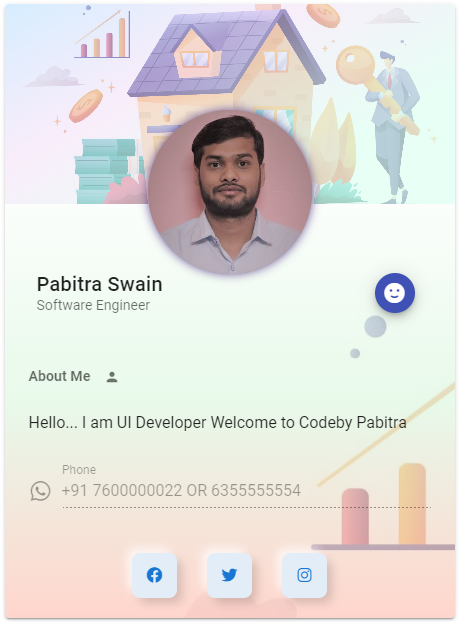 Pabitra Swain
Software Engineer
About Me
Hello... I am UI Developer Welcome to Codeby Pabitra
Phone
+91 7600000022 OR 6355555554